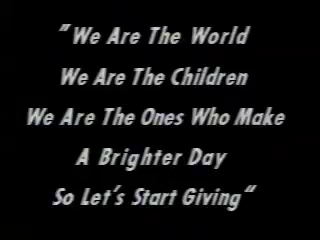 "We Are The World
We Are The Children
We Are The Ones Who Make
A Brighter Day
So Let's Start Giving"